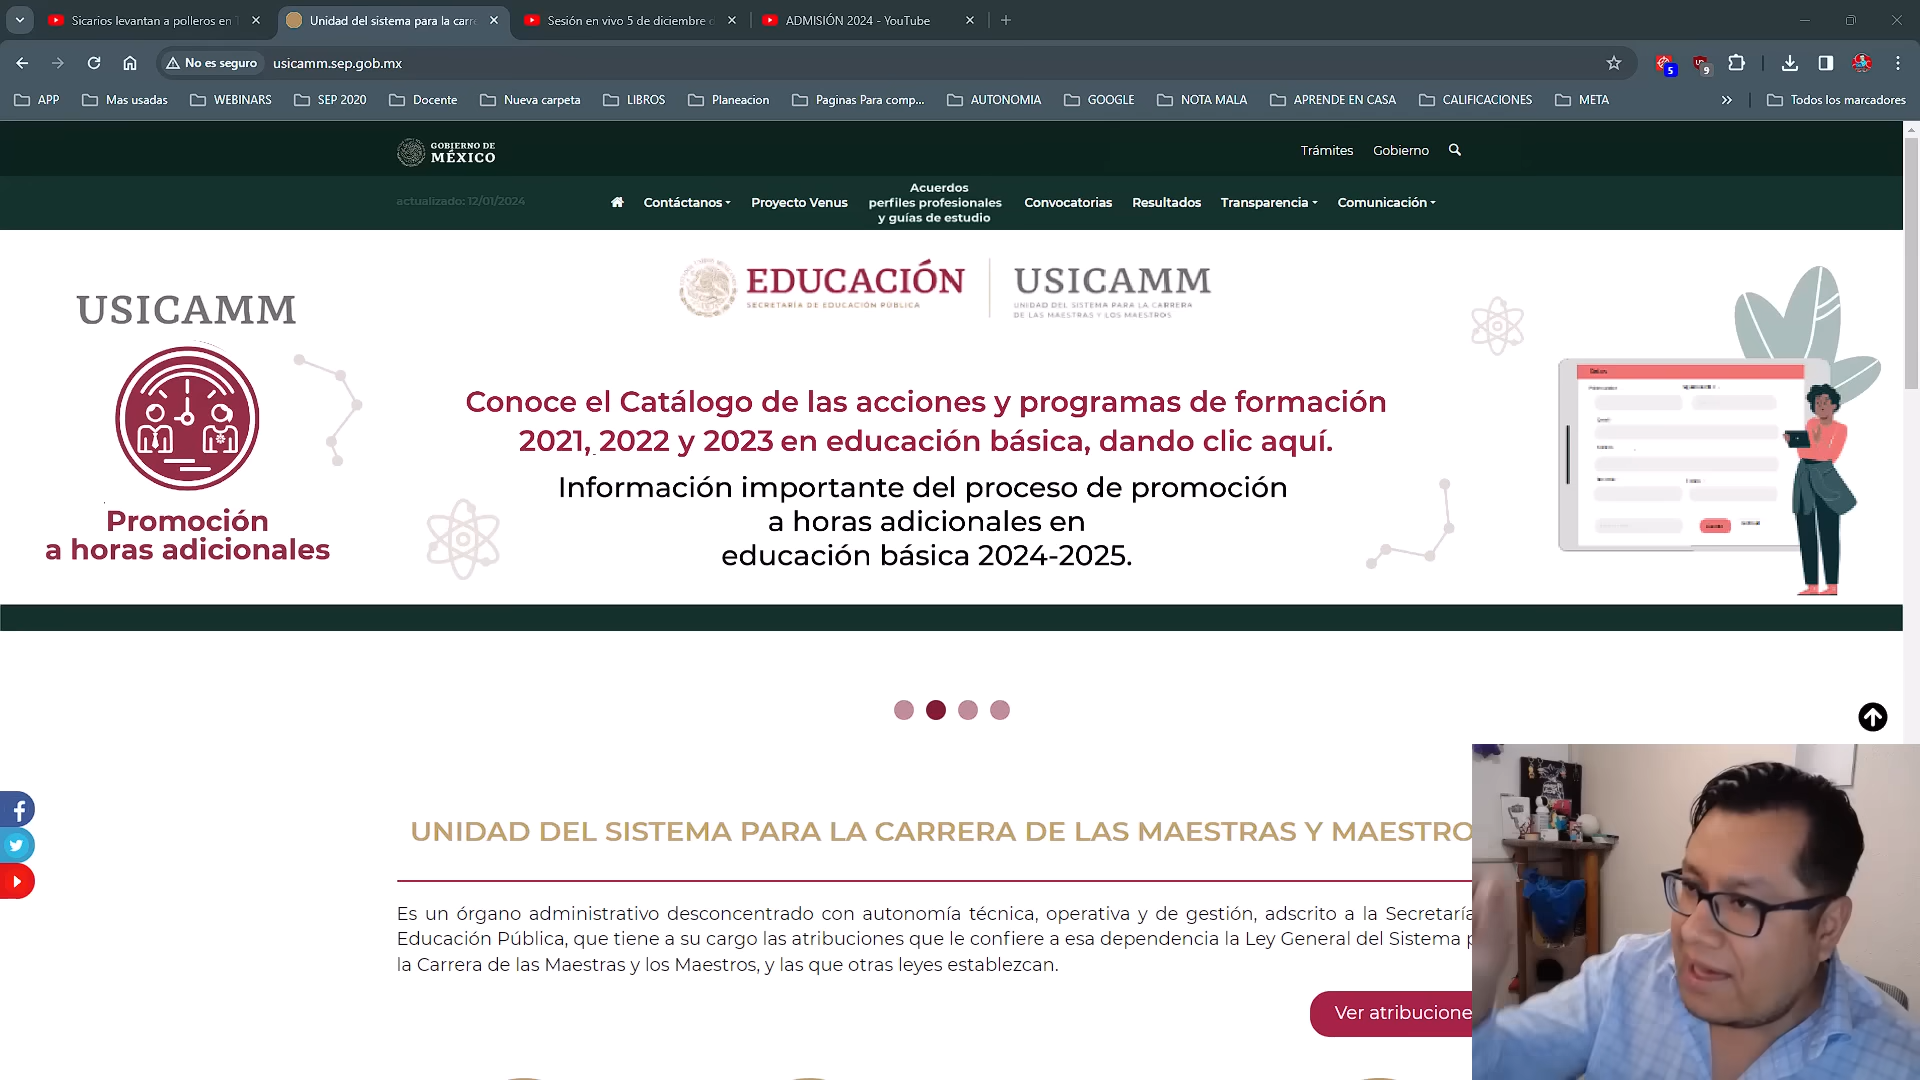 Sicarios levantan a polleros en
Unidad del sistema para la carre
Sesión en vivo 5 de diciembre d
ADMISIÓN 2024 - YouTube
No es seguro
usicamm.sep.gob.mx
5
9
APP
Mas usadas
WEBINARS
SEP 2020
Docente
Nueva carpeta
LIBROS
Planeacion
Paginas Para comp...
AUTONOMIA
GOOGLE
NOTA MALA
APRENDE EN CASA
CALIFICACIONES
META
Todos los marcadores
GOBIERNO DE
MÉXICO
Trámites
Gobierno
actualizado: 12/01/2024
Contáctanos
Proyecto Venus
Acuerdos
perfiles profesionales
y guías de estudio
Convocatorias
Resultados
Transparencia
Comunicación
EDUCACIÓN
SECRETARÍA DE EDUCACIÓN PÚBLICA
USICAMM
UNIDAD DEL SISTEMA PARA LA CARRERA
DE LAS MAESTRAS Y LOS MAESTROS
USICAMM
Promoción
a horas adicionales
Conoce el Catálogo de las acciones y programas de formación
2021, 2022 y 2023 en educación básica, dando clic aquí.
Información importante del proceso de promoción
a horas adicionales en
educación básica 2024-2025.
UNIDAD DEL SISTEMA PARA LA CARRERA DE LAS MAESTRAS Y MAESTRO
Es un órgano administrativo desconcentrado con autonomía técnica, operativa y de gestión, adscrito a la Secretaría
Educación Pública, que tiene a su cargo las atribuciones que le confiere a esa dependencia la Ley General del Sistema p
la Carrera de las Maestras y los Maestros, y las que otras leyes establezcan.
Ver atribucione